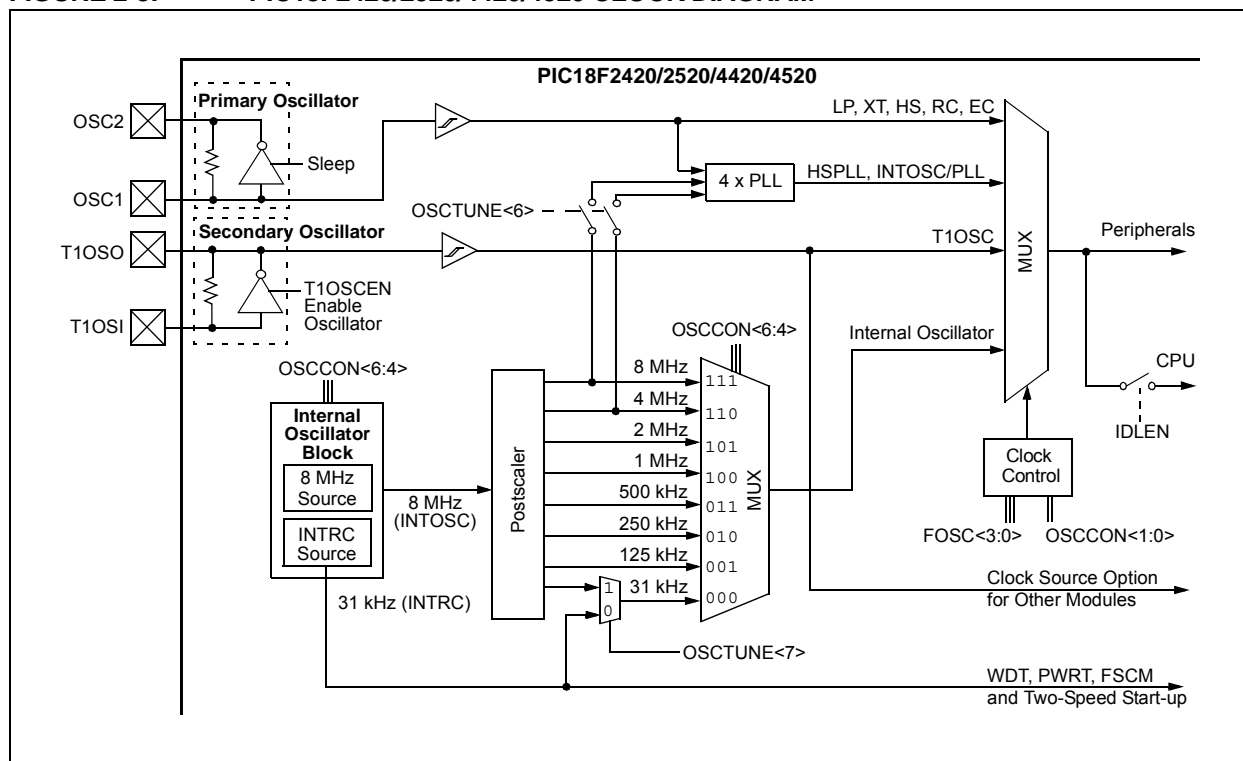 PIC18F2420/2520/4420/4520
Primary Oscillator
OSC2
Sleep
OSC1
LP, XT, HS, RC, EC
4 x PLL
HSPLL, INTOSC/PLL
OSCTUNE<6>
Secondary Oscillator
T1OSO
T1OSC
T1OSCEN
Enable
Oscillator
T1OSI
MUX
Peripherals
Internal Oscillator
CPU
IDLEN
Clock
Control
FOSC<3:0>
OSCCON<1:0>
OSCCON<6:4>
Internal
Oscillator
Block
8 MHz
Source
INTRC
Source
8 MHz
(INTOSC)
31 kHz (INTRC)
Postscaler
OSCCON<6:4>
8 MHz
111
4 MHz
110
2 MHz
101
1 MHz
100
500 kHz
011
250 kHz
010
125 kHz
001
1
0
31 kHz
000
MUX
OSCTUNE<7>
Clock Source Option
for Other Modules
WDT, PWRT, FSCM
and Two-Speed Start-up